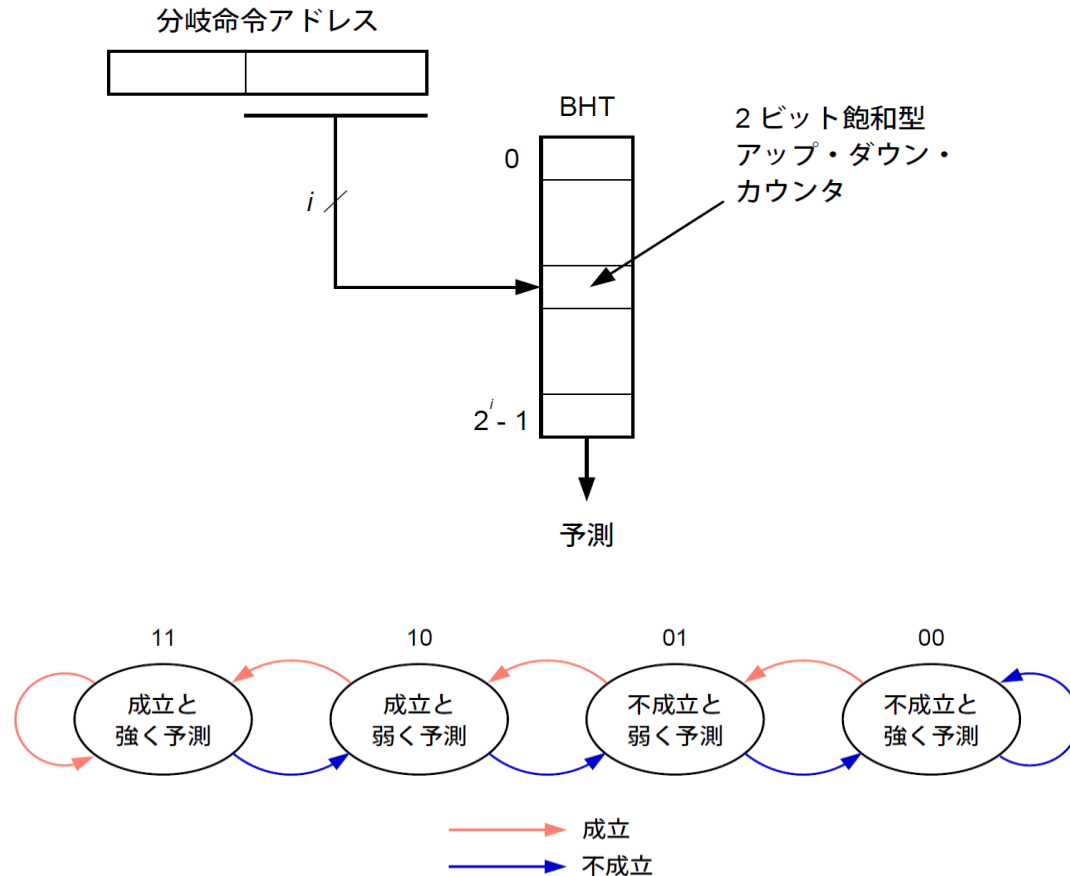 分岐命令アドレス
BHT
2 ビット飽和型
アップ・ダウン・
カウンタ
0
i
2^i - 1
予測
11
10
01
00
成立と
強く予測
成立と
弱く予測
不成立と
弱く予測
不成立と
強く予測
成立
不成立